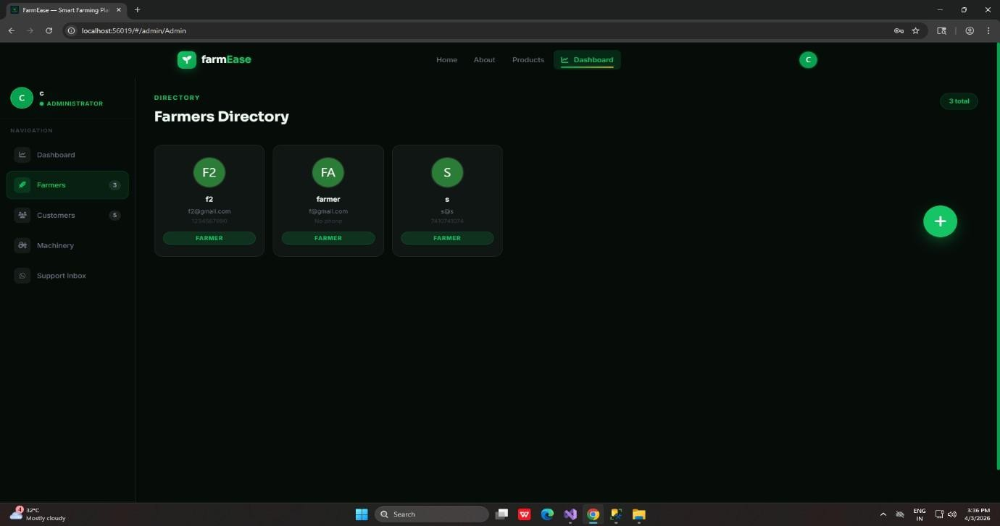 FarmEase — Smart Farming Pla
localhost:56019/#/admin/Admin
farmEase
Home
About
Products
Dashboard
C
C
c
ADMINISTRATOR
NAVIGATION
Dashboard
Farmers
3
Customers
5
Machinery
Support Inbox
DIRECTORY
Farmers Directory
3 total
F2
f2
f2@gmail.com
1234567890
FARMER
FA
farmer
f@gmail.com
No phone
FARMER
S
s
s@s
7410741074
FARMER
+
4
32°C
Mostly cloudy
Search
W
ENG
IN
3:36 PM
4/3/2026